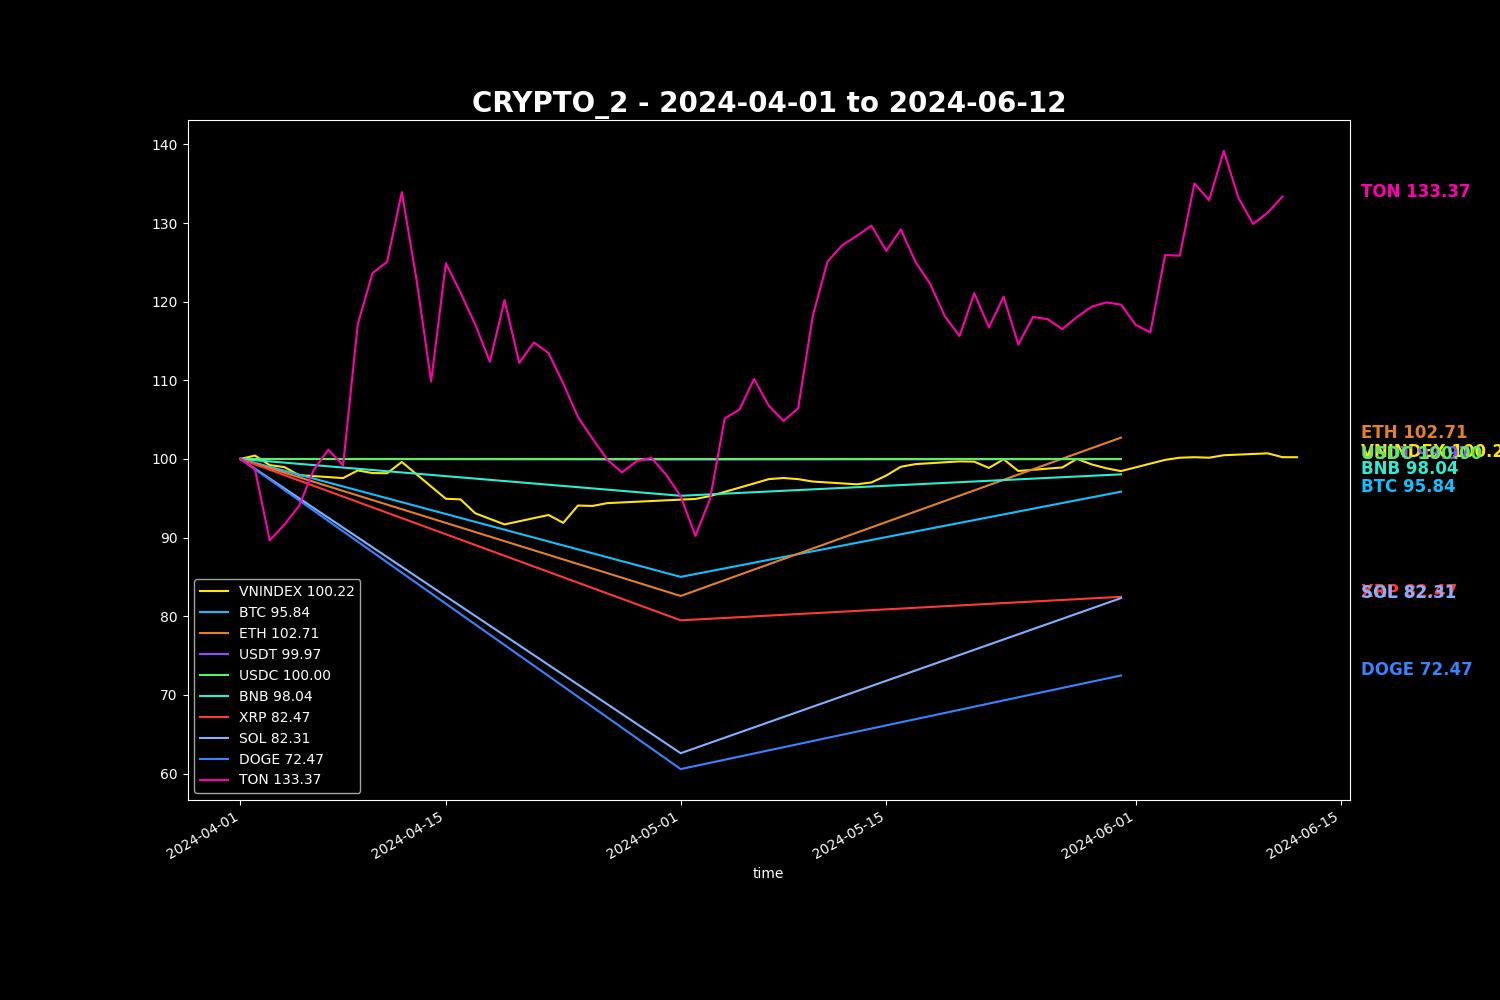 CRYPTO_2 - 2024-04-01 to 2024-06-12
140
130
120
110
100
90
80
70
60
TON 133.37
ETH 102.71
BNB 98.04
BTC 95.84
SOL 82.31
DOGE 72.47
VNINDEX 100.22
BTC 95.84
ETH 102.71
USDT 99.97
USDC 100.00
BNB 98.04
XRP 82.47
SOL 82.31
DOGE 72.47
TON 133.37
2024-04-01
2024-04-15
2024-05-01
2024-05-15
2024-06-01
2024-06-15
time